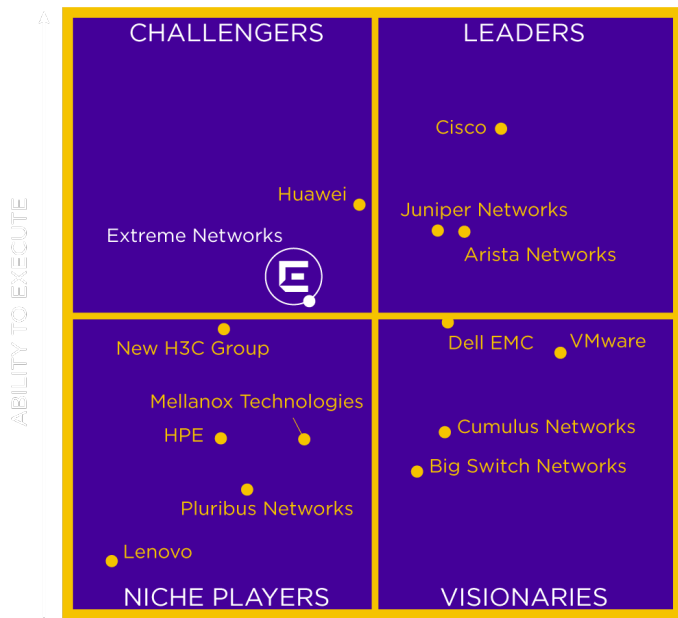 CHALLENGERS
LEADERS
Cisco
Huawei
Juniper Networks
Extreme Networks
Arista Networks
E
New H3C Group
Dell EMC
VMware
Mellanox Technologies
HPE
Cumulus Networks
Big Switch Networks
Pluribus Networks
Lenovo
NICHE PLAYERS
VISIONARIES
ABILITY TO EXECUTE